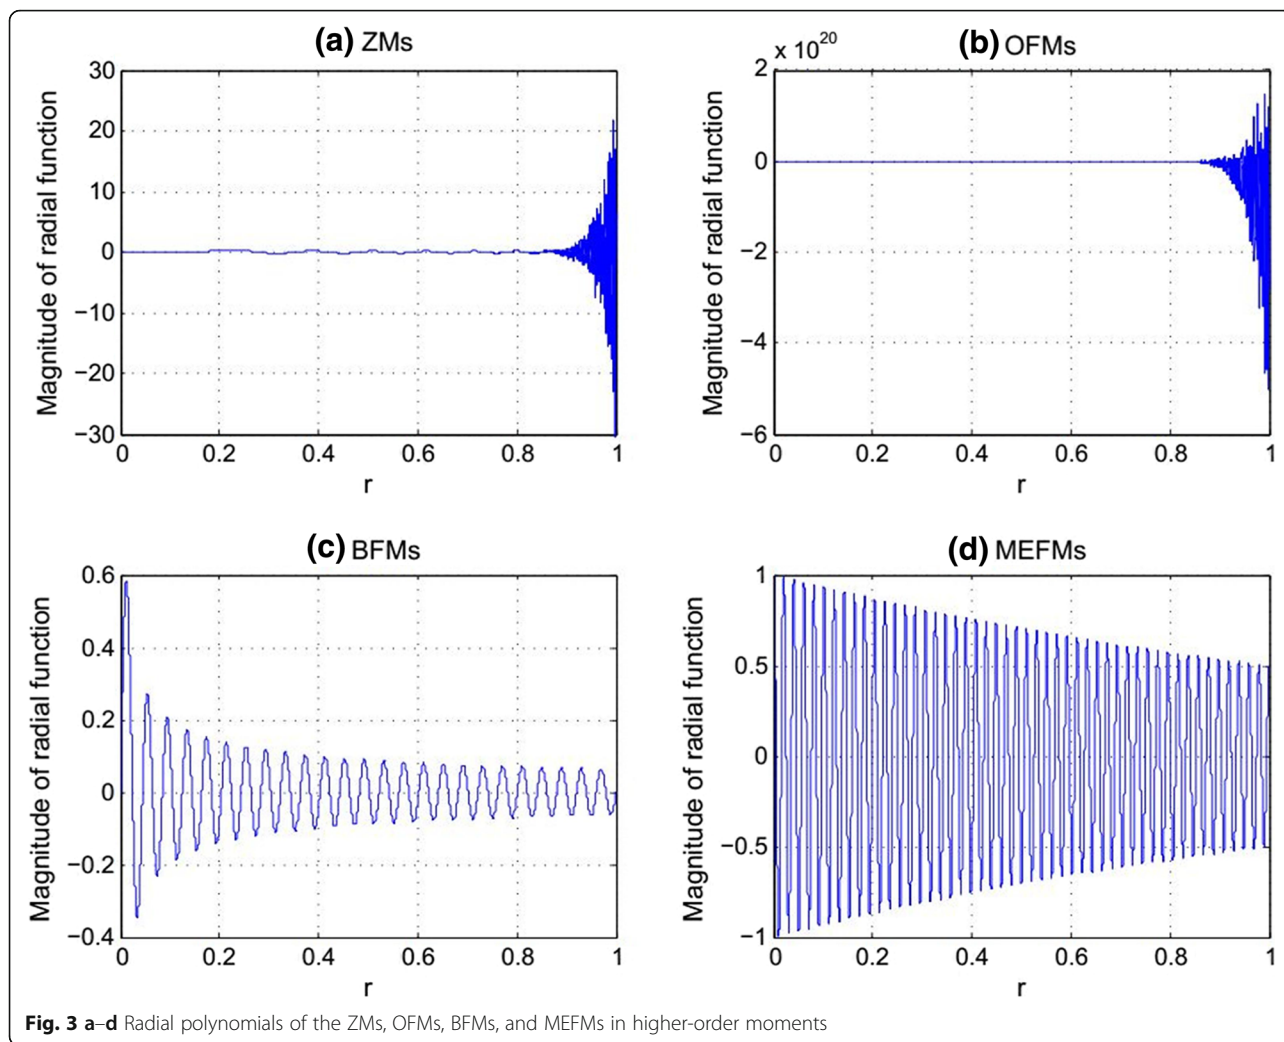 (a) ZMs
Magnitude of radial function
30
20
10
0
−10
−20
−30
0 0.2 0.4 0.6 0.8 1
r
(b) OFMs
x 10^20
Magnitude of radial function
2
0
−2
−4
−6
0 0.2 0.4 0.6 0.8 1
r
(c) BFMs
Magnitude of radial function
0.6
0.4
0.2
0
−0.2
−0.4
0 0.2 0.4 0.6 0.8 1
r
(d) MEFMs
Magnitude of radial function
1
0.5
0
−0.5
−1
0 0.2 0.4 0.6 0.8 1
r
Fig. 3 a–d Radial polynomials of the ZMs, OFMs, BFMs, and MEFMs in higher-order moments